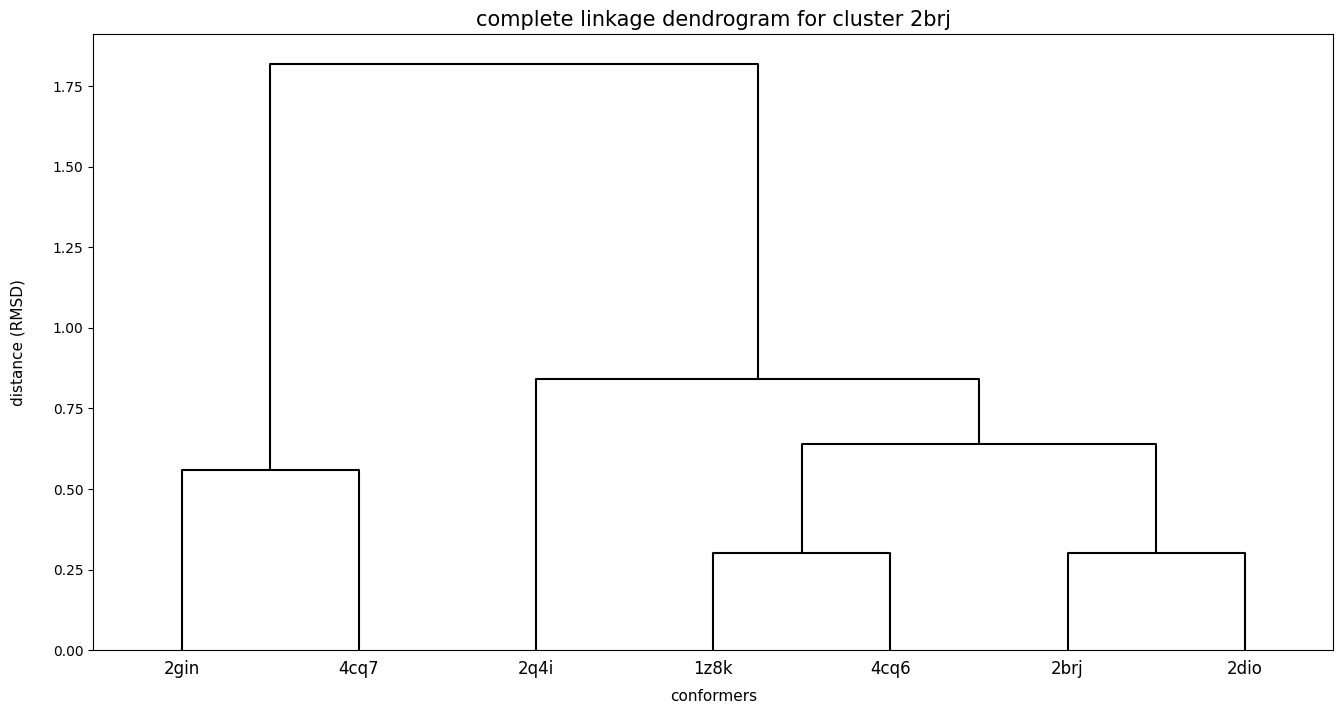 complete linkage dendrogram for cluster 2brj
1.75
1.50
1.25
1.00
0.75
0.50
0.25
0.00
distance (RMSD)
2gin 4cq7 2q4i 1z8k 4cq6 2brj 2dio
conformers